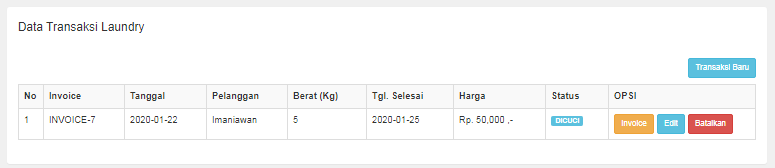 Data Transaksi Laundry
Transaksi Baru
No Invoice Tanggal Pelanggan Berat (Kg) Tgl. Selesai Harga Status OPSI
1 INVOICE-7 2020-01-22 Imaniawan 5 2020-01-25 Rp. 50,000 ,- DICUCI Invoice Edit Batalkan